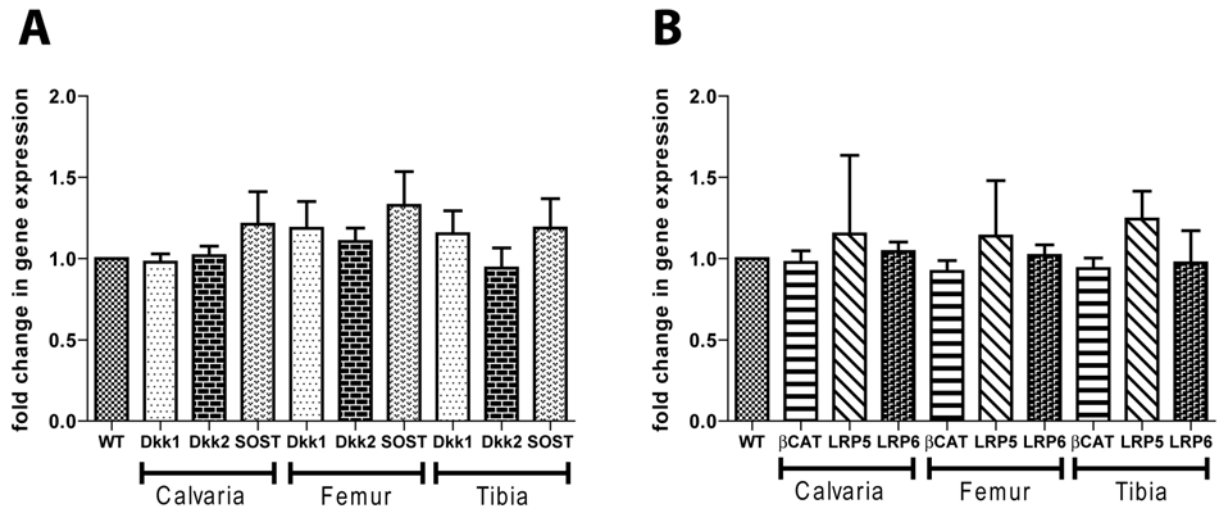 A
fold change in gene expression
2.0
1.5
1.0
0.5
0.0
WT Dkk1 Dkk2 SOST Dkk1 Dkk2 SOST Dkk1 Dkk2 SOST
Calvaria Femur Tibia
B
fold change in gene expression
2.0
1.5
1.0
0.5
0.0
WT βCAT LRP5 LRP6 βCAT LRP5 LRP6 βCAT LRP5 LRP6
Calvaria Femur Tibia